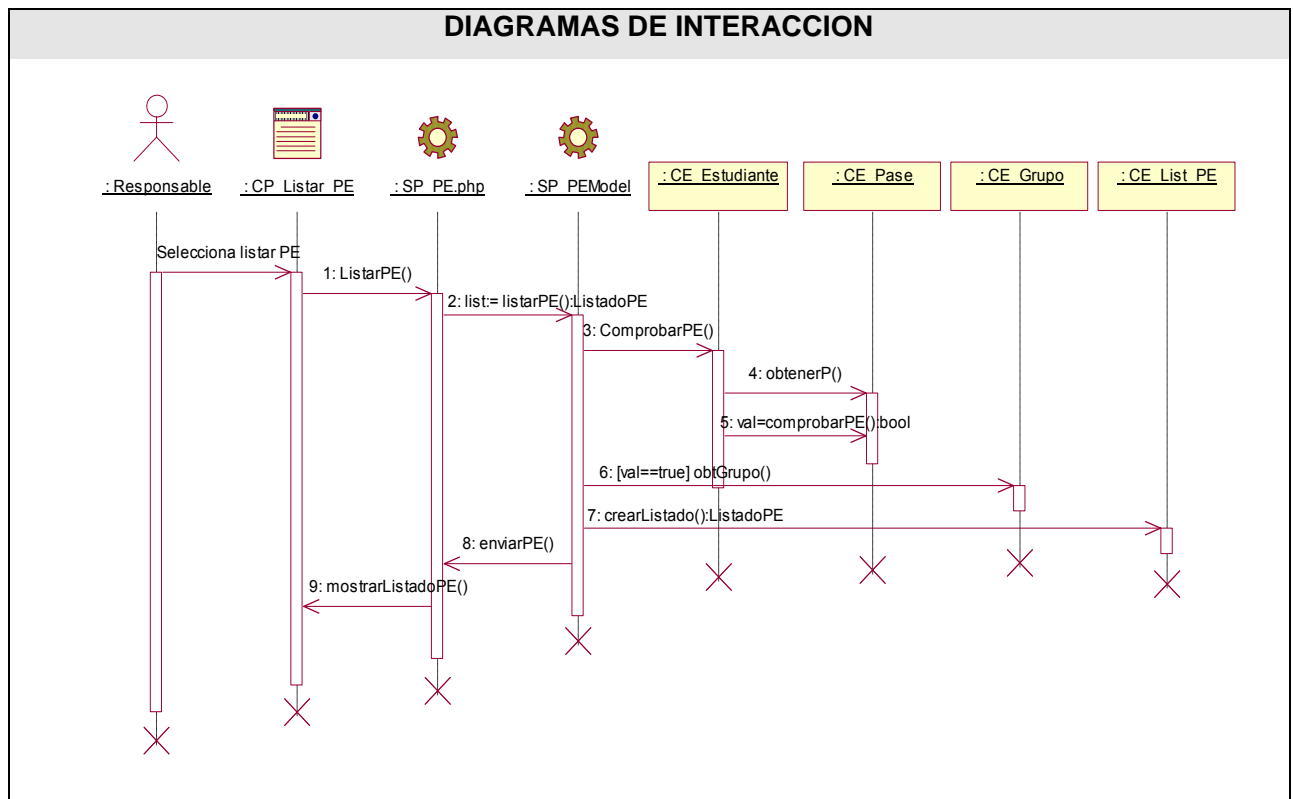 DIAGRAMAS DE INTERACCION
: Responsable
: CP_Listar_PE
: SP_PE.php
: SP_PEModel
: CE_Estudiante
: CE_Pase
: CE_Grupo
: CE_List_PE
Selecciona listar PE
1: ListarPE()
2: list:= listarPE():ListadoPE
3: ComprobarPE()
4: obtenerP()
5: val=comprobarPE():bool
6: [val==true] obtGrupo()
7: crearListado():ListadoPE
8: enviarPE()
9: mostrarListadoPE()